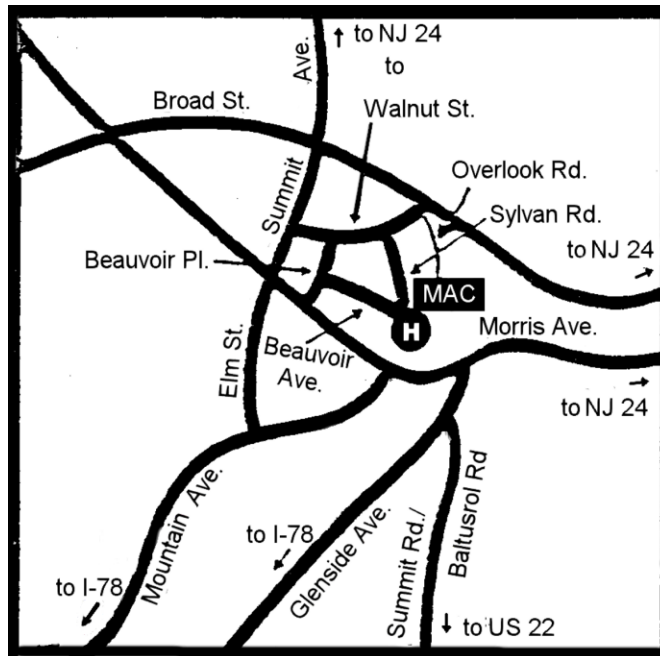 to NJ 24
to
Ave.
Broad St.
Walnut St.
Overlook Rd.
Summit
Sylvan Rd.
to NJ 24
Beauvoir Pl.
MAC
H
Morris Ave.
Elm St.
Beauvoir
Ave.
to NJ 24
Mountain Ave.
to I-78
Glenside Ave.
Summit Rd./
Baltusrol Rd
to I-78
to US 22